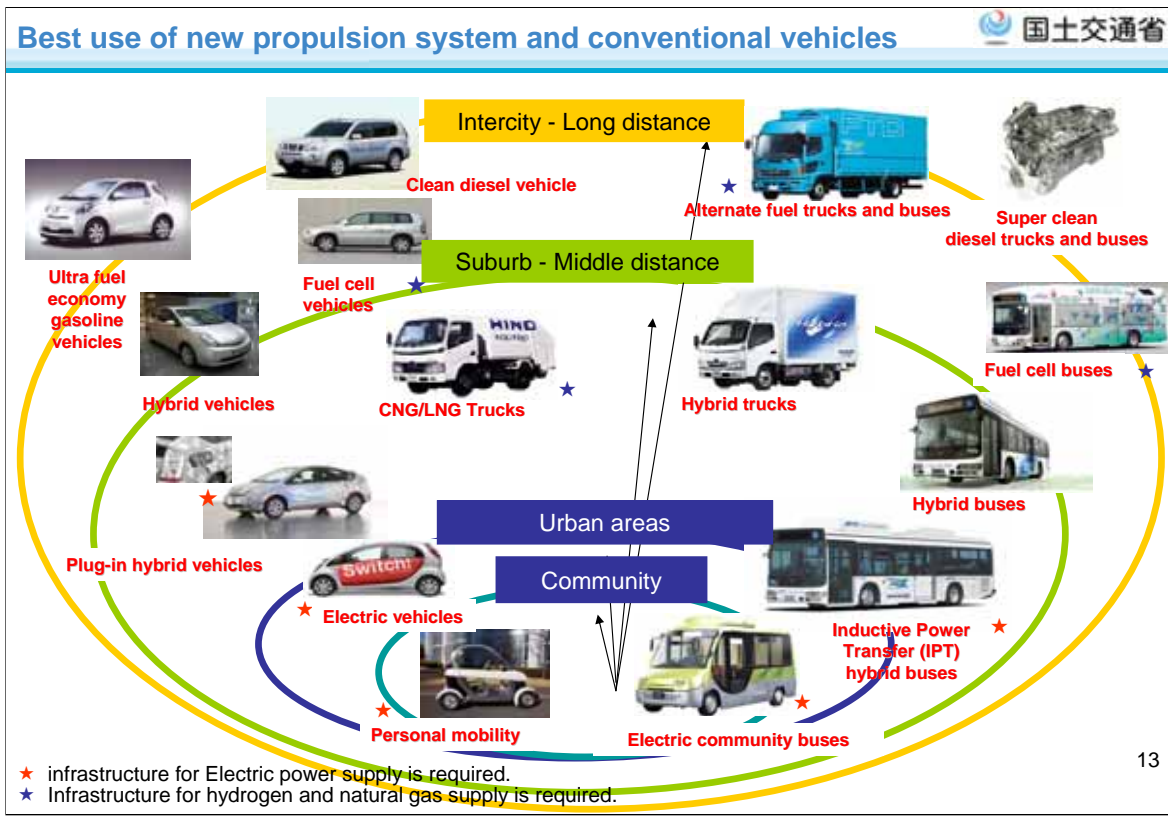 Best use of new propulsion system and conventional vehicles
国土交通省
Intercity - Long distance
Clean diesel vehicle
Alternate fuel trucks and buses
Super clean
diesel trucks and buses
Suburb - Middle distance
Ultra fuel
economy
gasoline
vehicles
Fuel cell
vehicles
HINO
Fuel cell buses
Hybrid vehicles
CNG/LNG Trucks
Hybrid trucks
Hybrid buses
Urban areas
Plug-in hybrid vehicles
Switch!
Community
Electric vehicles
Inductive Power
Transfer (IPT)
hybrid buses
Personal mobility
Electric community buses
13
★ infrastructure for Electric power supply is required.
★ Infrastructure for hydrogen and natural gas supply is required.